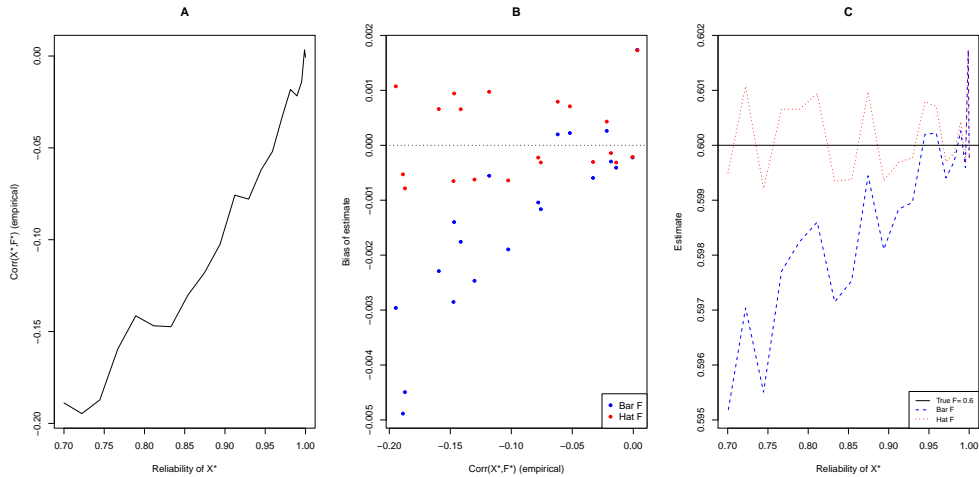 A
Corr(X*,F*) (empirical)
0.00
−0.05
−0.10
−0.15
−0.20
0.70 0.75 0.80 0.85 0.90 0.95 1.00
Reliability of X*
B
Bias of estimate
0.002
0.001
0.000
−0.001
−0.002
−0.003
−0.004
−0.005
Bar F
Hat F
−0.20 −0.15 −0.10 −0.05 0.00
Corr(X*,F*) (empirical)
C
Estimate
0.602
0.601
0.600
0.599
0.598
0.597
0.596
0.595
True F= 0.6
Bar F
Hat F
0.70 0.75 0.80 0.85 0.90 0.95 1.00
Reliability of X*